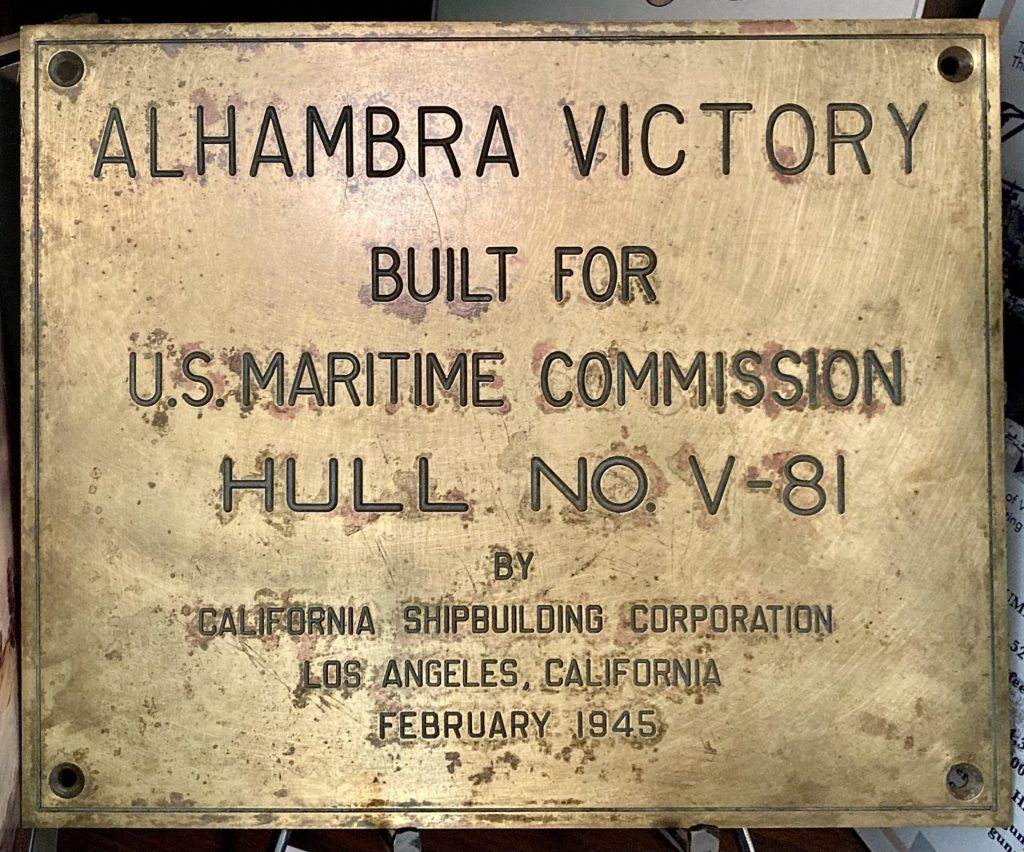 ALHAMBRA VICTORY
BUILT FOR
U.S. MARITIME COMMISSION
HULL NO. V-81
BY
CALIFORNIA SHIPBUILDING CORPORATION
LOS ANGELES, CALIFORNIA
FEBRUARY 1945